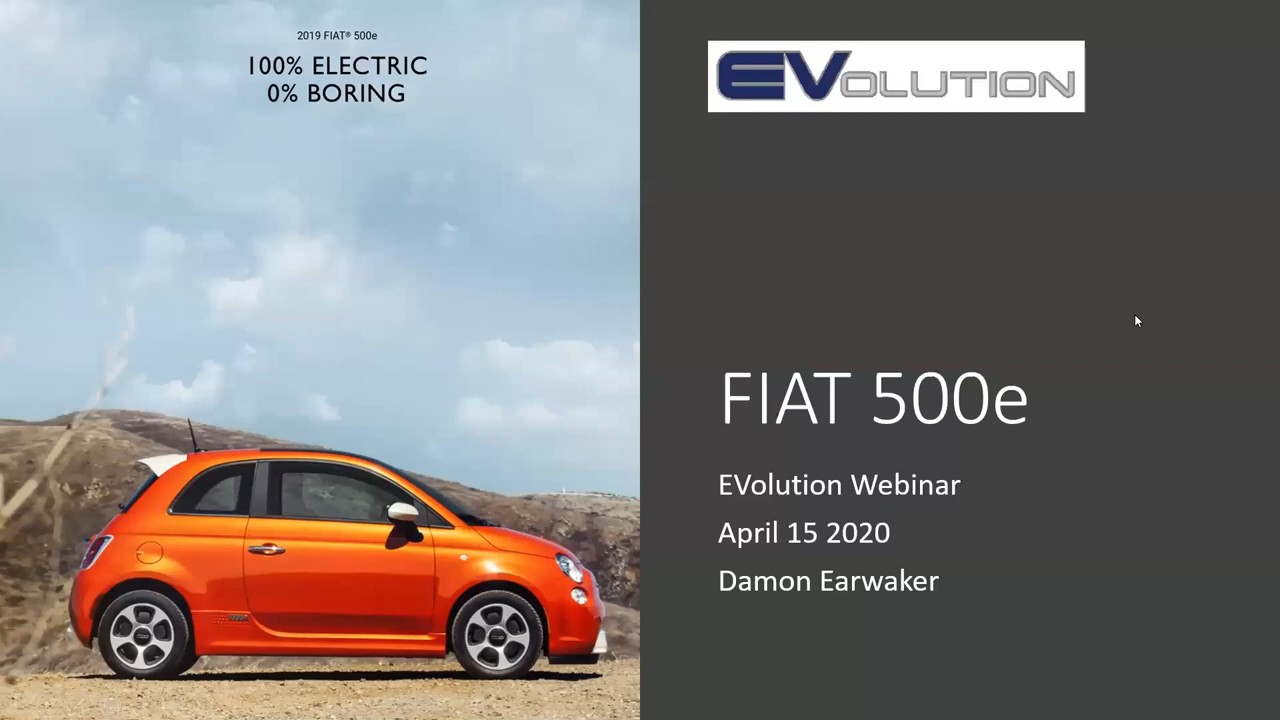 2019 FIAT® 500e
100% ELECTRIC
0% BORING
EVOLUTION
FIAT 500e
EVolution Webinar
April 15 2020
Damon Earwaker